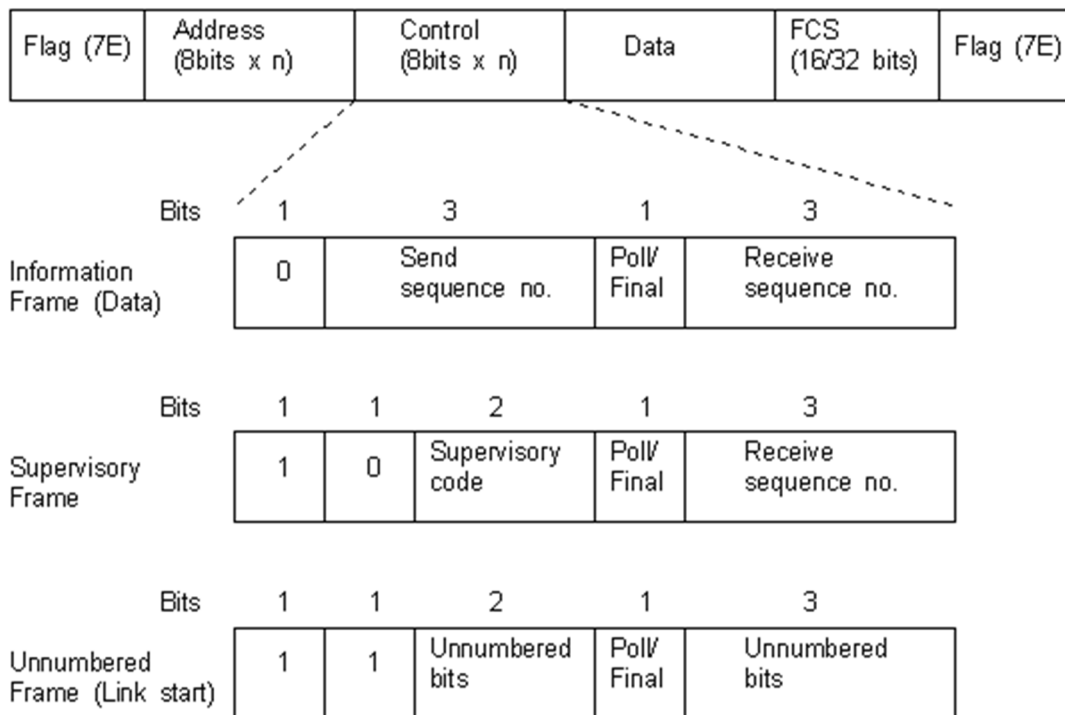 Flag (7E)
Address
(8bits x n)
Control
(8bits x n)
Data
FCS
(16/32 bits)
Flag (7E)
Bits 1 3 1 3
Information
Frame (Data)
0
Send
sequence no.
Poll/
Final
Receive
sequence no.
Bits 1 1 2 1 3
Supervisory
Frame
1
0
Supervisory
code
Poll/
Final
Receive
sequence no.
Bits 1 1 2 1 3
Unnumbered
Frame (Link start)
1
1
Unnumbered
bits
Poll/
Final
Unnumbered
bits